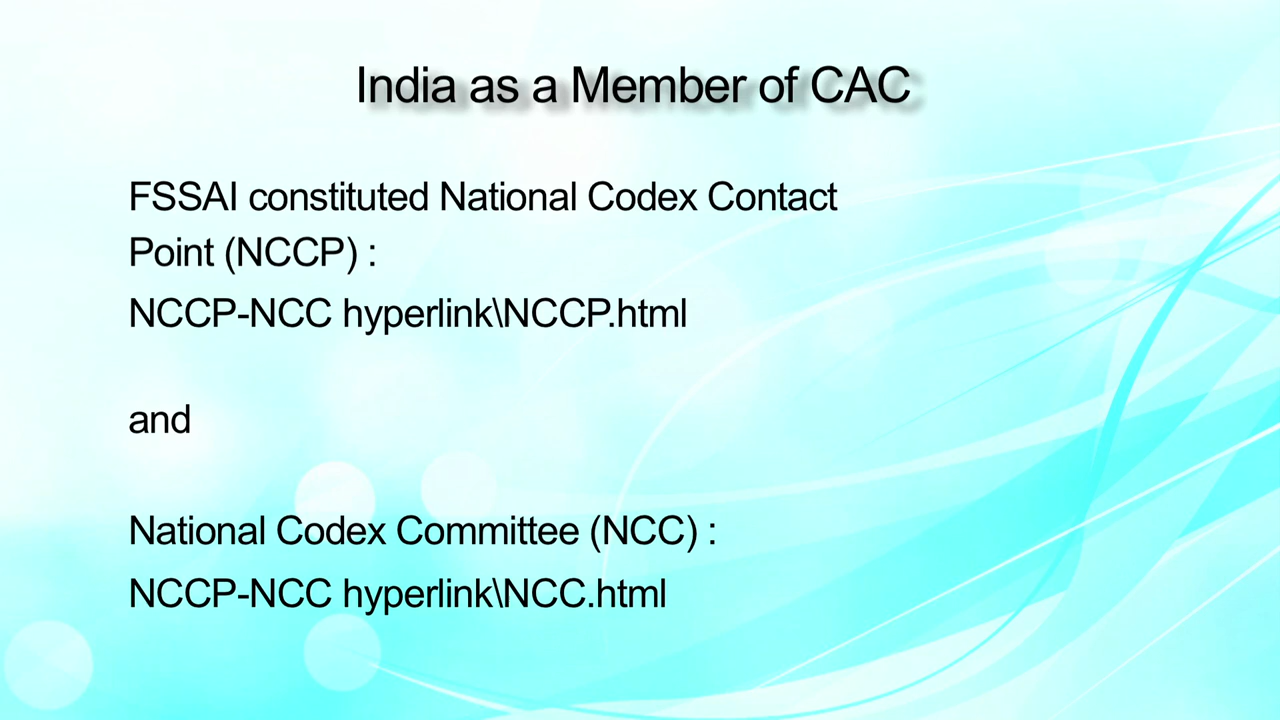 India as a Member of CAC
FSSAI constituted National Codex Contact
Point (NCCP) :
NCCP-NCC hyperlink\NCCP.html
and
National Codex Committee (NCC) :
NCCP-NCC hyperlink\NCC.html